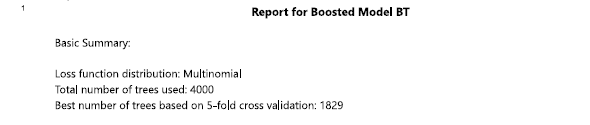 1
Report for Boosted Model BT
Basic Summary:
Loss function distribution: Multinomial
Total number of trees used: 4000
Best number of trees based on 5-fold cross validation: 1829